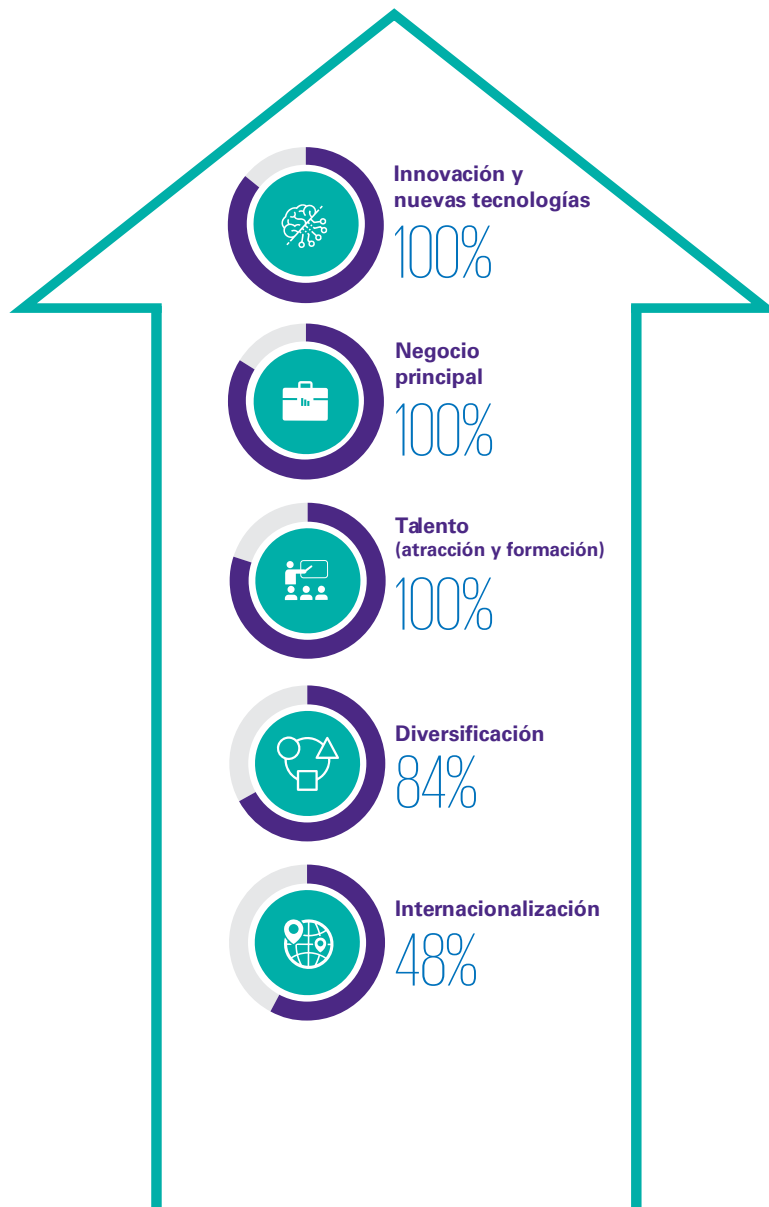 Innovación y
nuevas tecnologías
100%
Negocio
principal
100%
Talento
(atracción y formación)
100%
Diversificación
84%
Internacionalización
48%